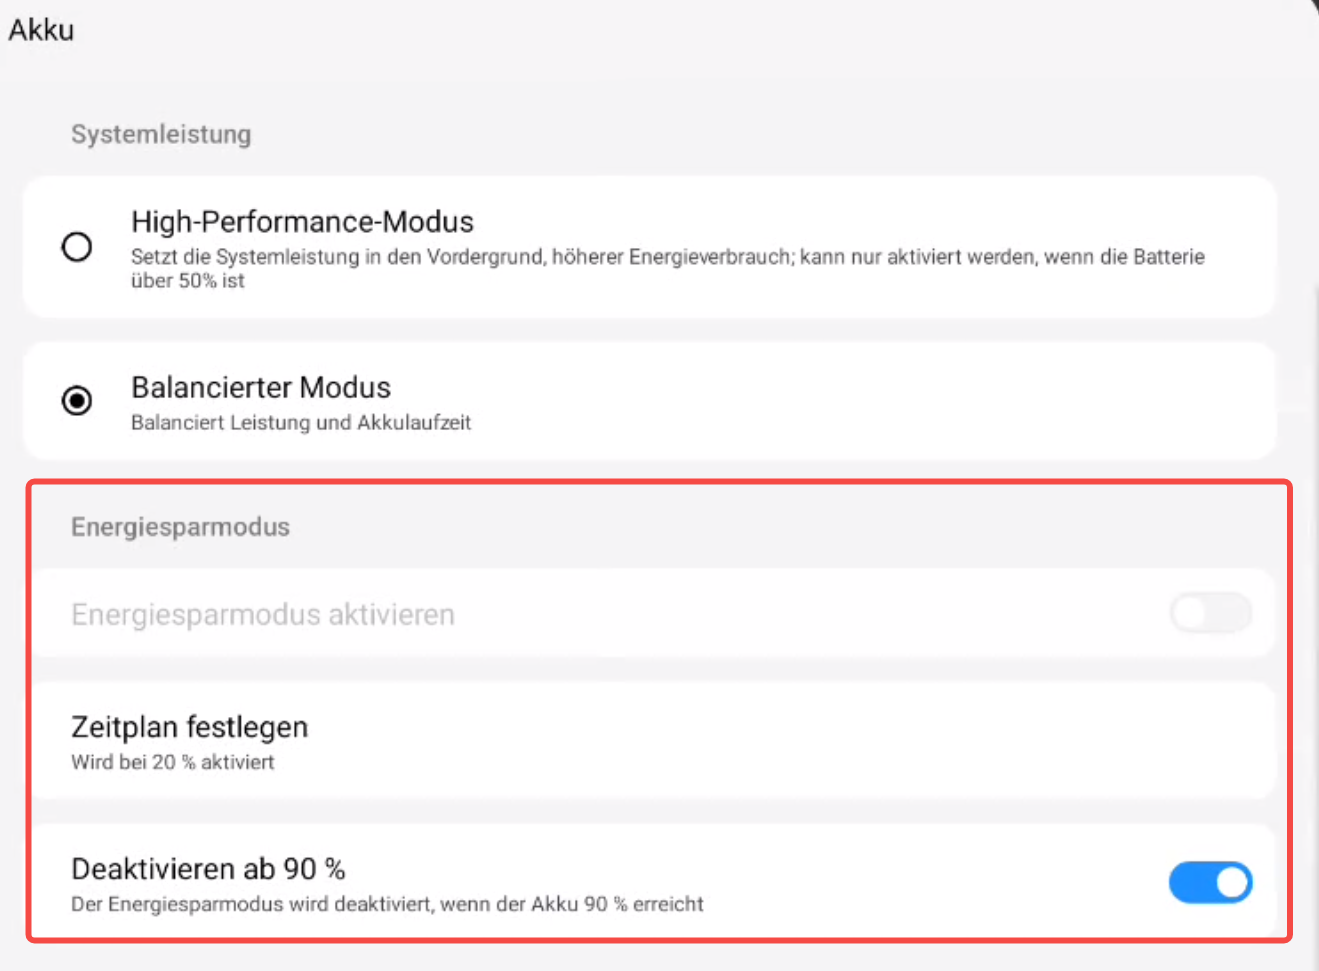 Akku
Systemleistung
High-Performance-Modus
Setzt die Systemleistung in den Vordergrund, höherer Energieverbrauch; kann nur aktiviert werden, wenn die Batterie
über 50% ist
Balancierter Modus
Balanciert Leistung und Akkulaufzeit
Energiesparmodus
Energiesparmodus aktivieren
Zeitplan festlegen
Wird bei 20 % aktiviert
Deaktivieren ab 90 %
Der Energiesparmodus wird deaktiviert, wenn der Akku 90 % erreicht